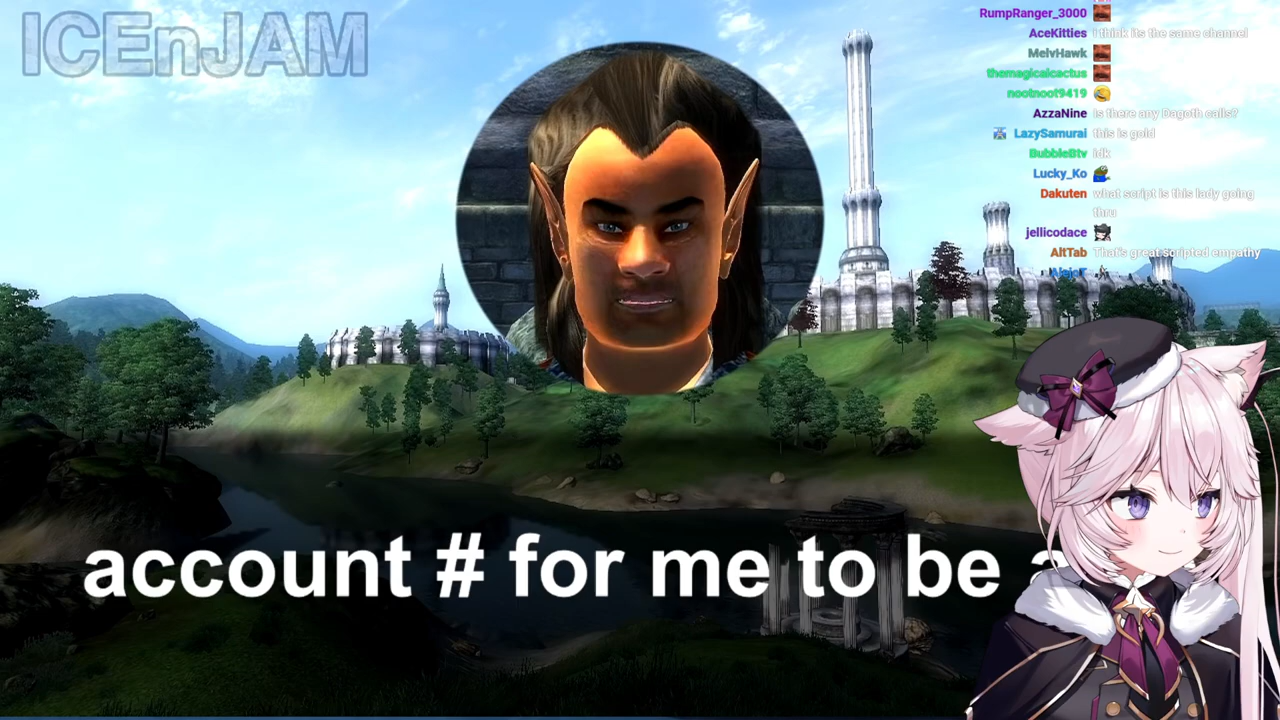 ICEnJAM
RumpRanger_3000
AceKitties i think its the same channel
MelvHawk
themagicalcactus
nootnoot9419
AzzaNine Is there any Dagoth calls?
LazySamurai this is gold
BubbleBtv idk
Lucky_Ko
Dakuten what script is this lady going
thru
jellicodace
AltTab That's great scripted empathy
account # for me to be